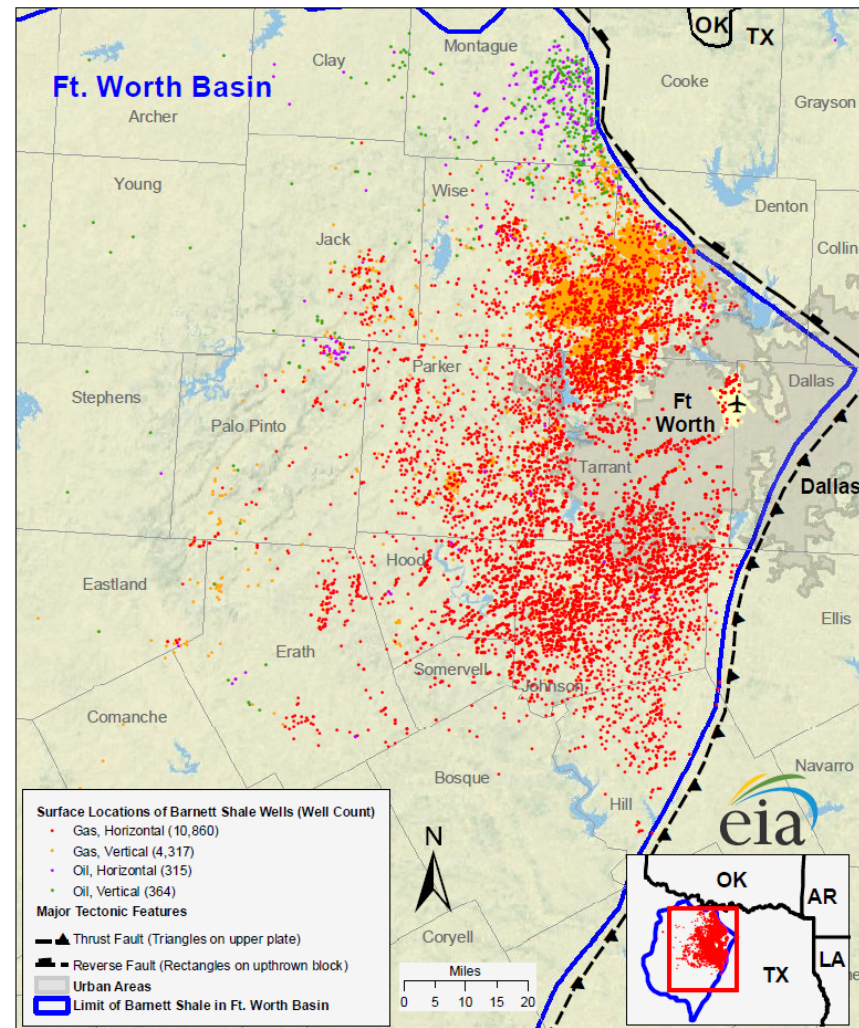 OK
TX
Montague
Clay
Cooke
Ft. Worth Basin
Grayson
Archer
Young
Wise
Denton
Jack
Collin
Parker
Dallas
Stephens
Ft
Worth
Palo Pinto
Tarrant
Dallas
Hood
Eastland
Ellis
Erath
Somervell
Johnson
Comanche
Navarro
Bosque
Hill
eia
Surface Locations of Barnett Shale Wells (Well Count)
Gas, Horizontal (10,860)
Gas, Vertical (4,317)
Oil, Horizontal (315)
Oil, Vertical (364)
Major Tectonic Features
Thrust Fault (Triangles on upper plate)
Reverse Fault (Rectangles on upthrown block)
Urban Areas
Limit of Barnett Shale in Ft. Worth Basin
N
Coryell
Miles
0 5 10 15 20
OK
AR
TX
LA